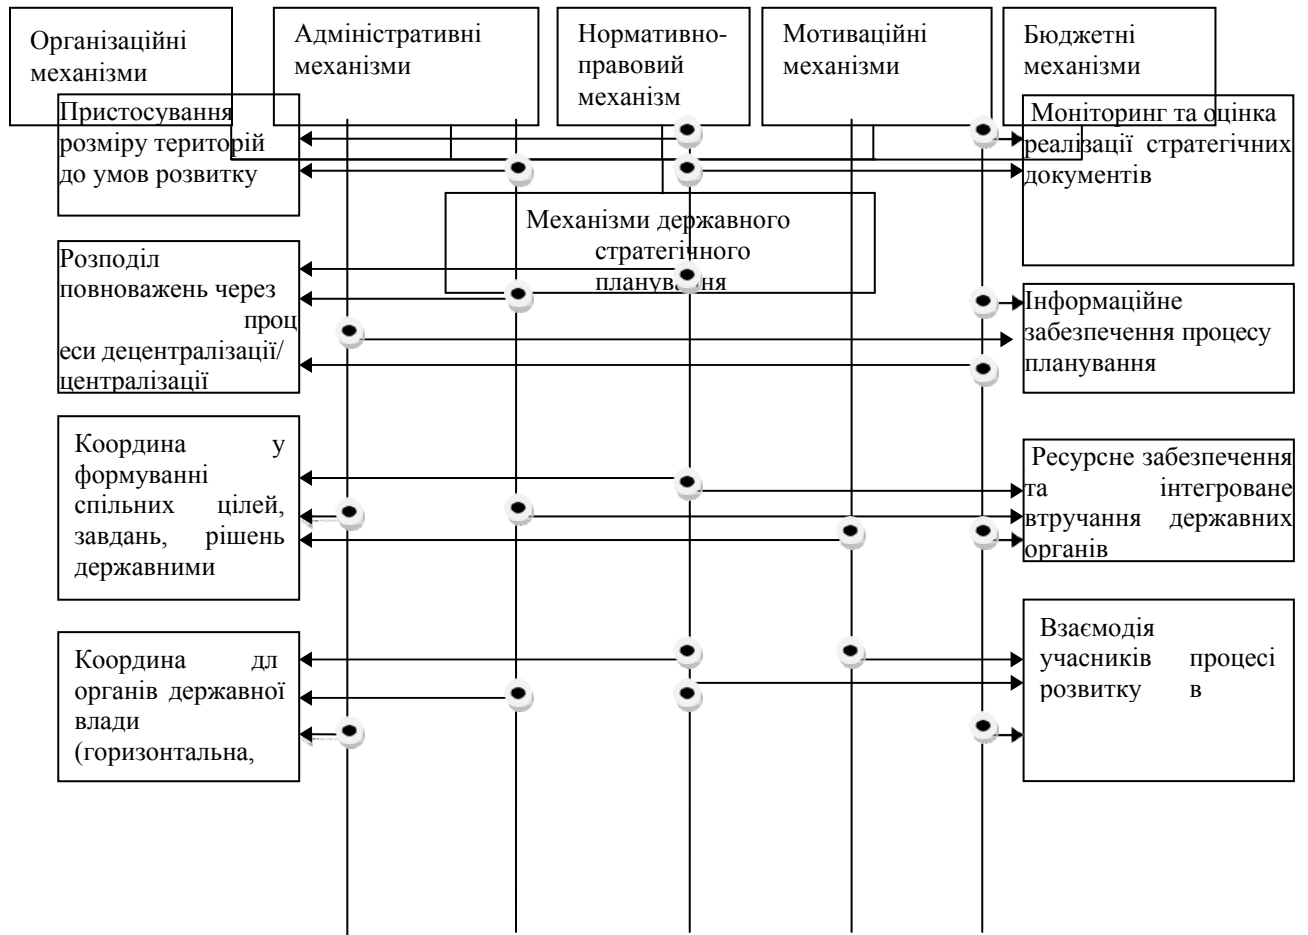 Організаційні
механізми
Адміністративні
механізми
Нормативно-
правовий
механізм
Мотиваційні
механізми
Бюджетні
механізми
Пристосування
розміру територій
до умов розвитку
Моніторинг та оцінка
реалізації стратегічних
документів
Механізми державного
стратегічного
планування
Розподіл
повноважень через
проц
еси децентралізації/
централізації
Інформаційне
забезпечення процесу
планування
Координа у
формуванні
спільних цілей,
завдань, рішень
державними
Ресурсне забезпечення
та інтегроване
втручання державних
органів
Координа дл
органів державної
влади
(горизонтальна,
Взаємодія
учасників процесі
розвитку в